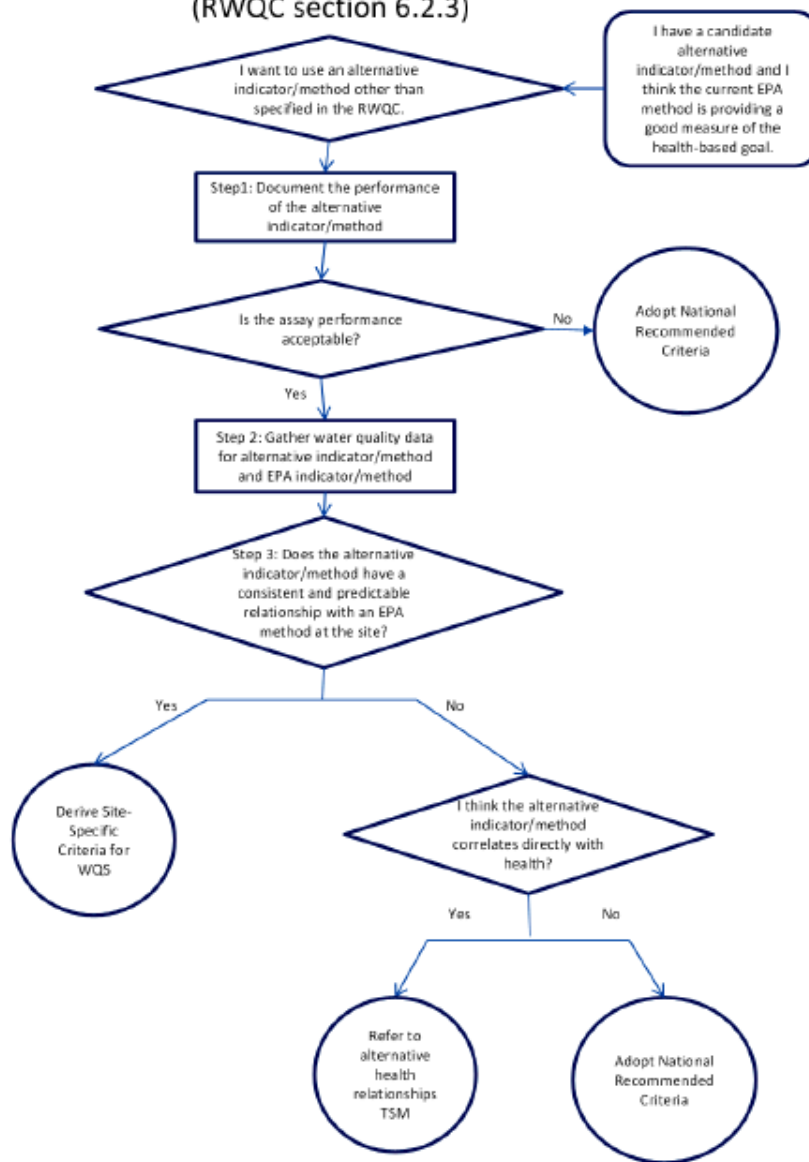 (RWQC section 6.2.3)
I want to use an alternative
indicator/method other than
specified in the RWQC.
I have a candidate
alternative
indicator/method and I
think the current EPA
method is providing a
good measure of the
health-based goal.
Step1: Document the performance
of the alternative
indicator/method
Is the assay performance
acceptable?
No
Adopt National
Recommended
Criteria
Yes
Step 2: Gather water quality data
for alternative indicator/method
and EPA indicator/method
Step 3: Does the alternative
indicator/method have a
consistent and predictable
relationship with an EPA
method at the site?
Yes
No
Derive Site-
Specific
Criteria for
WQS
I think the alternative
indicator/method
correlates directly with
health?
Yes
No
Refer to
alternative
health
relationships
TSM
Adopt National
Recommended
Criteria